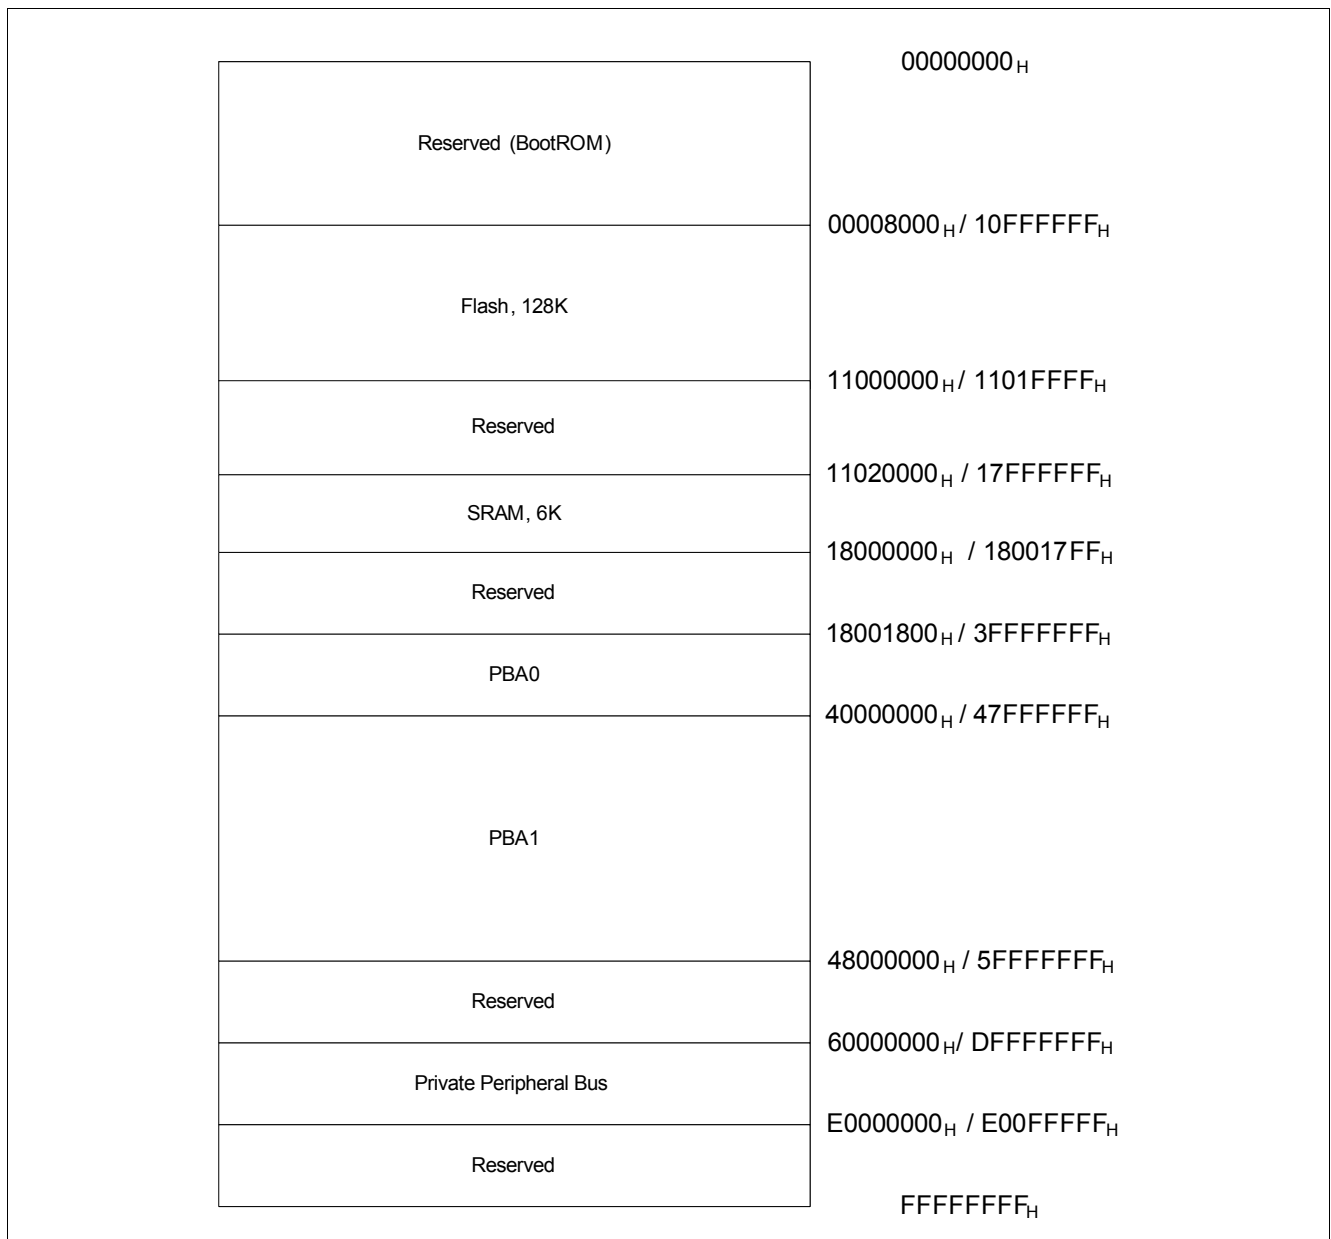 00000000H
Reserved (BootROM)
00008000H / 10FFFFFFH
Flash, 128K
11000000H / 1101FFFFH
Reserved
11020000H / 17FFFFFFH
SRAM, 6K
18000000H / 180017FFH
Reserved
18001800H / 3FFFFFFFH
PBA0
40000000H / 47FFFFFFH
PBA1
48000000H / 5FFFFFFFH
Reserved
60000000H / DFFFFFFFH
Private Peripheral Bus
E0000000H / E00FFFFFH
Reserved
FFFFFFFFH